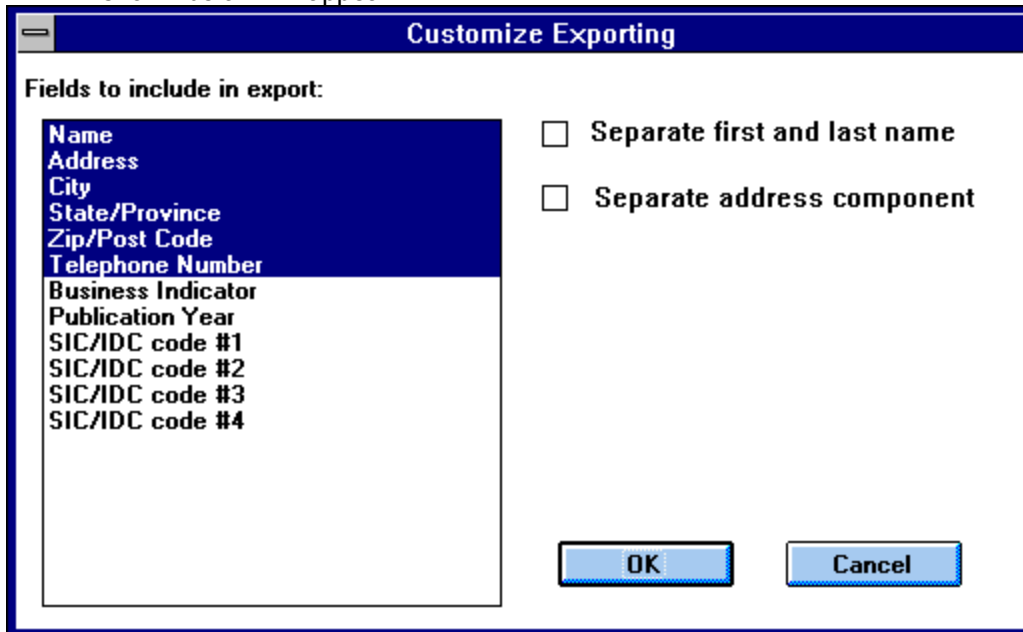 Customize Exporting
Fields to include in export:
Name
Address
City
State/Province
Zip/Post Code
Telephone Number
Business Indicator
Publication Year
SIC/IDC code #1
SIC/IDC code #2
SIC/IDC code #3
SIC/IDC code #4
Separate first and last name
Separate address component
OK
Cancel